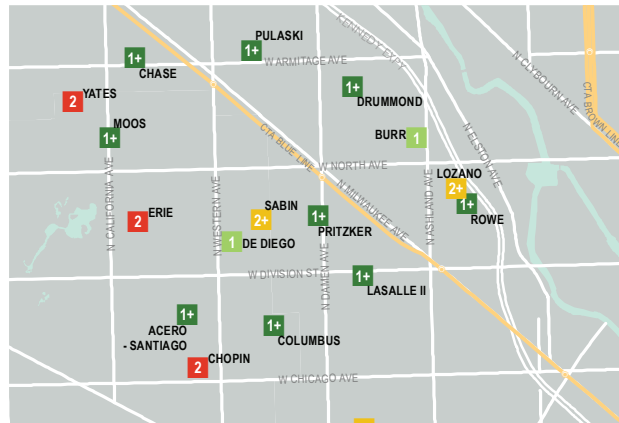 PULASKI
1+
KENNEDY EXPY
1+
W ARMITAGE AVE
CHASE
N CLYBOURN AVE
CTA BROWN LINE
YATES
2
1+
DRUMMOND
MOOS
1+
CTA BLUE LINE
BURR
1
N ELSTON AVE
W NORTH AVE
N CALIFORNIA AVE
N WESTERN AVE
N MILWAUKEE AVE
N ASHLAND AVE
LOZANO
2+
1+
ROWE
ERIE
2
SABIN
2+
1+
PRITZKER
1
DE DIEGO
N DAMEN AVE
W DIVISION ST
1+
LASALLE II
1+
ACERO
- SANTIAGO
1+
COLUMBUS
CHOPIN
2
W CHICAGO AVE